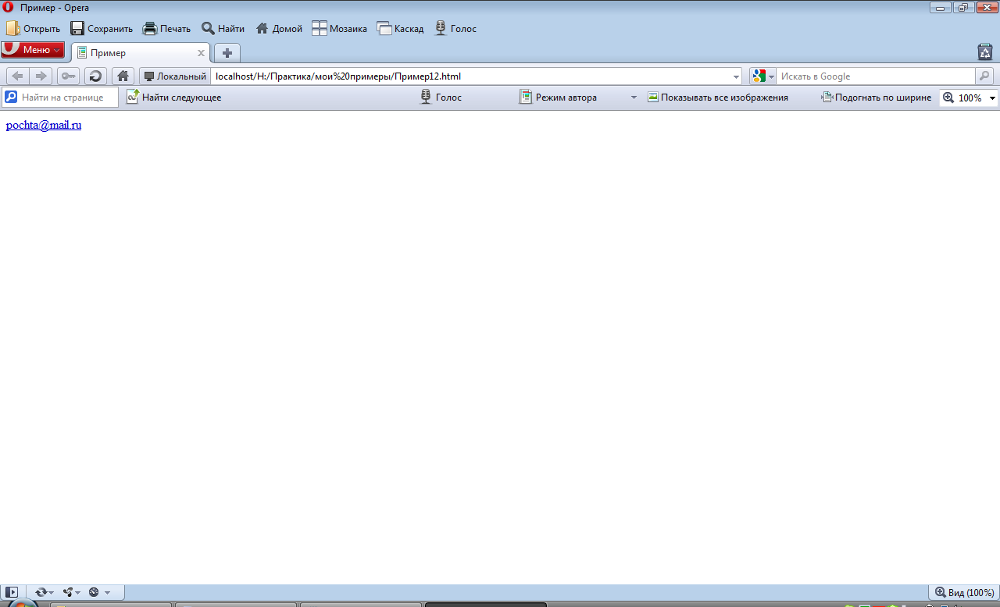 Пример - Opera
Открыть Сохранить Печать Найти Домой Мозаика Каскад Голос
Меню Пример
Локальный localhost/H:/Практика/мои%20примеры/Пример12.html Искать в Google
Найти на странице Найти следующее Голос Режим автора Показывать все изображения Подогнать по ширине 100%
pochta@mail.ru
Вид (100%)